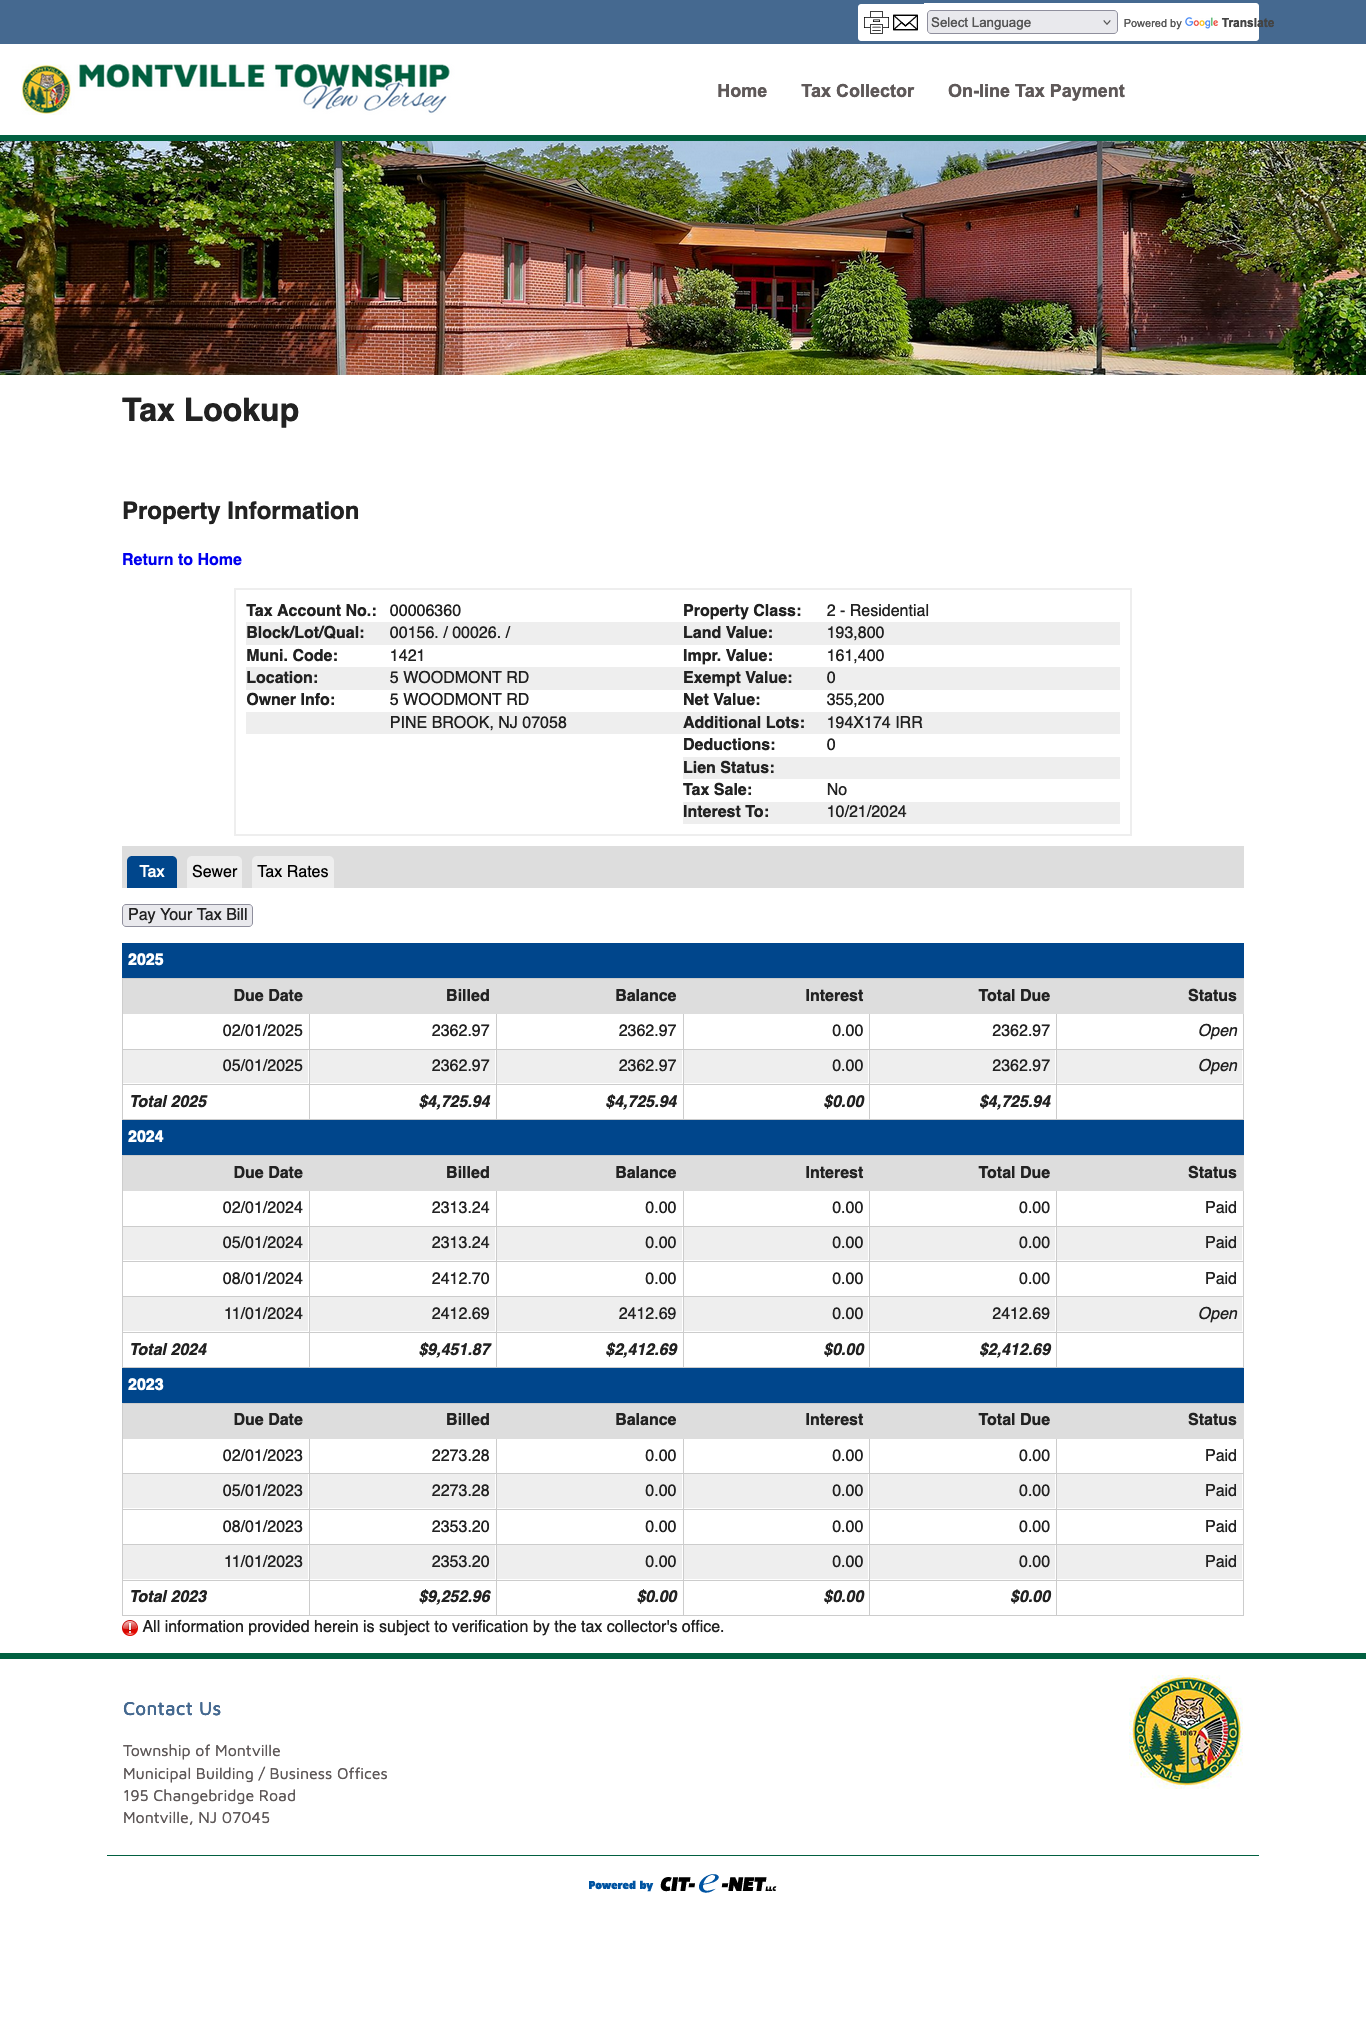 Select Language
Powered by Google Translate
MONTVILLE TOWNSHIP
New Jersey
Home Tax Collector On-line Tax Payment
Tax Lookup
Property Information
Return to Home
Tax Account No.: 00006360 Property Class: 2 - Residential
Block/Lot/Qual: 00156. / 00026. / Land Value: 193,800
Muni. Code: 1421 Impr. Value: 161,400
Location: 5 WOODMONT RD Exempt Value: 0
Owner Info: 5 WOODMONT RD Net Value: 355,200
PINE BROOK, NJ 07058 Additional Lots: 194X174 IRR
Deductions: 0
Lien Status:
Tax Sale: No
Interest To: 10/21/2024
Tax Sewer Tax Rates
Pay Your Tax Bill
2025
Due Date Billed Balance Interest Total Due Status
02/01/2025 2362.97 2362.97 0.00 2362.97 Open
05/01/2025 2362.97 2362.97 0.00 2362.97 Open
Total 2025 $4,725.94 $4,725.94 $0.00 $4,725.94
2024
Due Date Billed Balance Interest Total Due Status
02/01/2024 2313.24 0.00 0.00 0.00 Paid
05/01/2024 2313.24 0.00 0.00 0.00 Paid
08/01/2024 2412.70 0.00 0.00 0.00 Paid
11/01/2024 2412.69 2412.69 0.00 2412.69 Open
Total 2024 $9,451.87 $2,412.69 $0.00 $2,412.69
2023
Due Date Billed Balance Interest Total Due Status
02/01/2023 2273.28 0.00 0.00 0.00 Paid
05/01/2023 2273.28 0.00 0.00 0.00 Paid
08/01/2023 2353.20 0.00 0.00 0.00 Paid
11/01/2023 2353.20 0.00 0.00 0.00 Paid
Total 2023 $9,252.96 $0.00 $0.00 $0.00
All information provided herein is subject to verification by the tax collector's office.
Contact Us
Township of Montville
Municipal Building / Business Offices
195 Changebridge Road
Montville, NJ 07045
MONTVILLE
TOWACO
PINE BROOK
1867
Powered by CIT-e-NET LLC